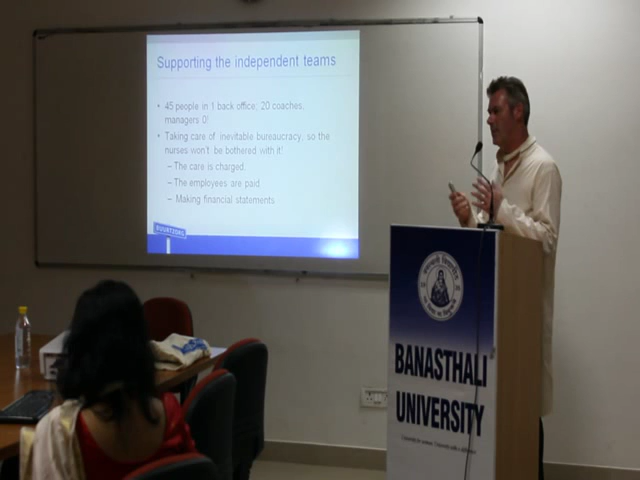 Supporting the independent teams
• 45 people in 1 back office; 20 coaches,
managers 0!
• Taking care of inevitable bureaucracy, so the
nurses won't be bothered with it!
– The care is charged.
– The employees are paid
– Making financial statements
BUURTZORG
BANASTHALI
UNIVERSITY